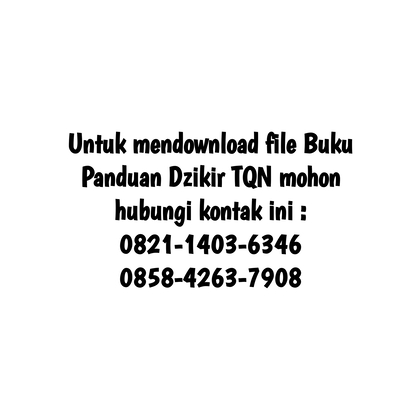 Untuk mendownload file Buku
Panduan Dzikir TQN mohon
hubungi kontak ini :
0821-1403-6346
0858-4263-7908